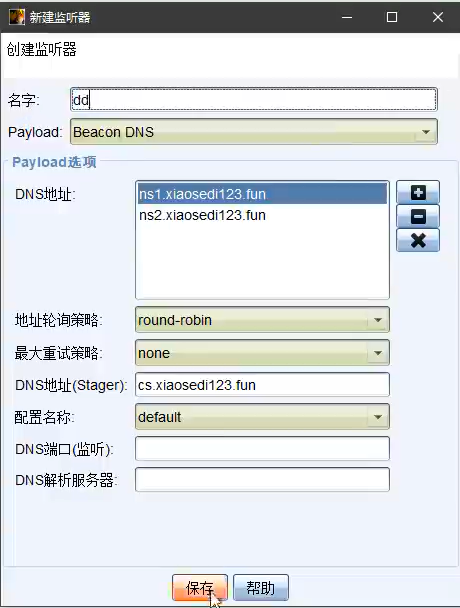 新建监听器
创建监听器
名字: dd
Payload: Beacon DNS
Payload选项
DNS地址: ns1.xiaosedi123.fun
ns2.xiaosedi123.fun
地址轮询策略: round-robin
最大重试策略: none
DNS地址(Stager): cs.xiaosedi123.fun
配置名称: default
DNS端口(监听):
DNS解析服务器:
保存 帮助